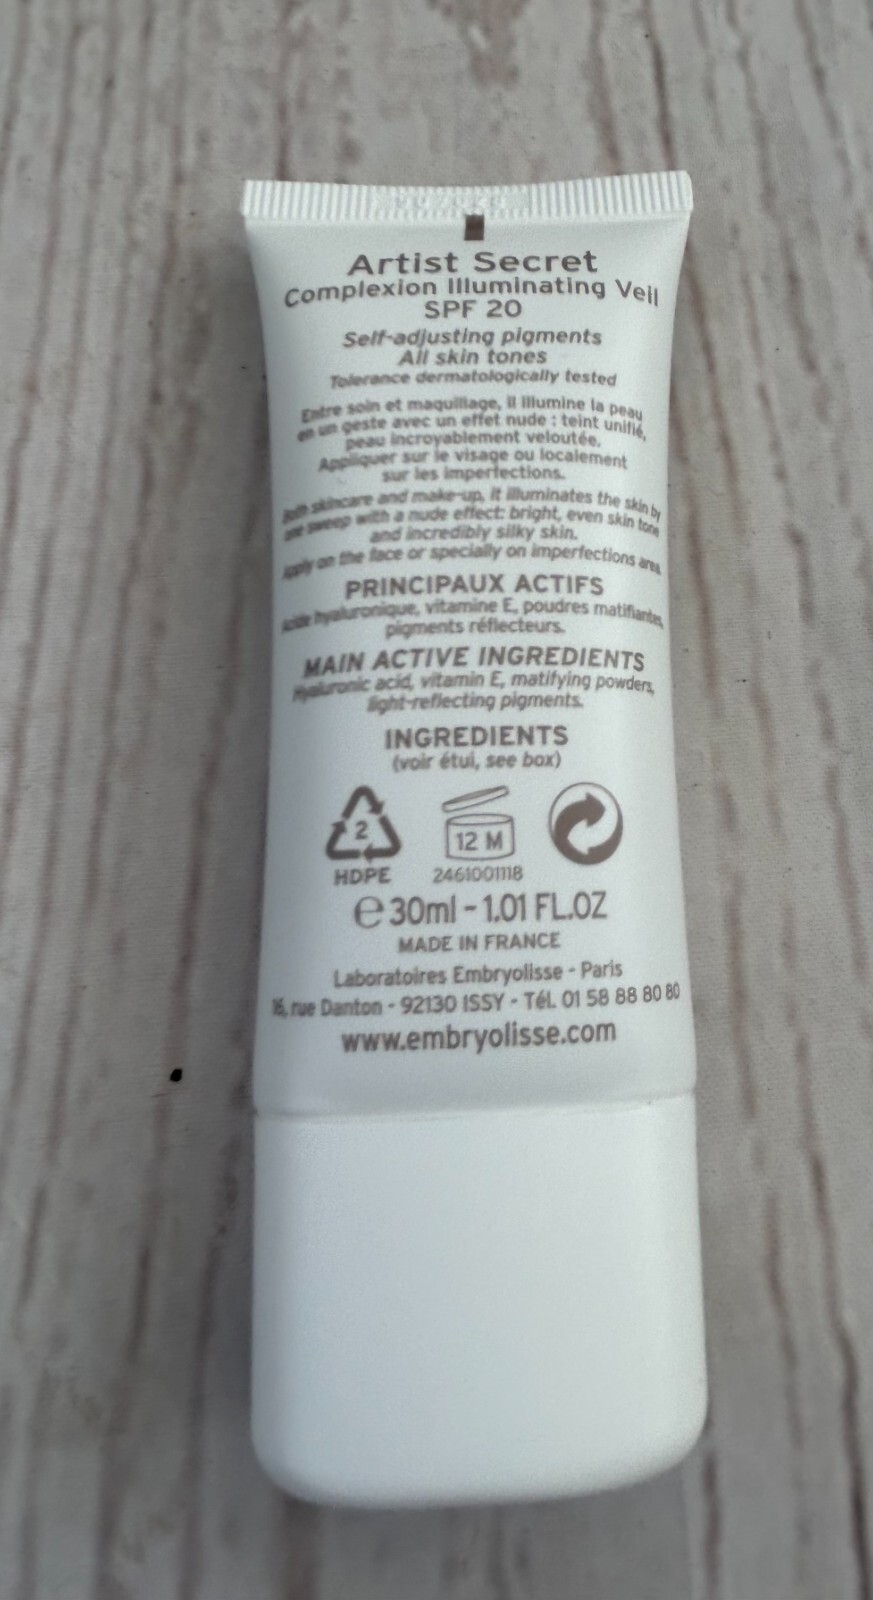 Artist Secret
Complexion Illuminating Veil
SPF 20
Self-adjusting pigments
All skin tones
Tolerance dermatologically tested
Entre soin et maquillage, il illumine la peau
en un geste avec un effet nude : teint unifié,
peau incroyablement veloutée.
Appliquer sur le visage ou localement
sur les imperfections.
Both skincare and make-up, it illuminates the skin by
one sweep with a nude effect: bright, even skin tone
and incredibly silky skin.
Apply on the face or specially on imperfections area.
PRINCIPAUX ACTIFS
Acide hyaluronique, vitamine E, poudres matifiantes,
pigments réflecteurs.
MAIN ACTIVE INGREDIENTS
Hyaluronic acid, vitamin E, matifying powders,
light-reflecting pigments.
INGREDIENTS
(voir étui, see box)
2
12 M
HDPE 2461001118
e 30ml - 1.01 FL.OZ
MADE IN FRANCE
Laboratoires Embryolisse - Paris
16, rue Danton - 92130 ISSY - Tél. 01 58 88 80 80
www.embryolisse.com